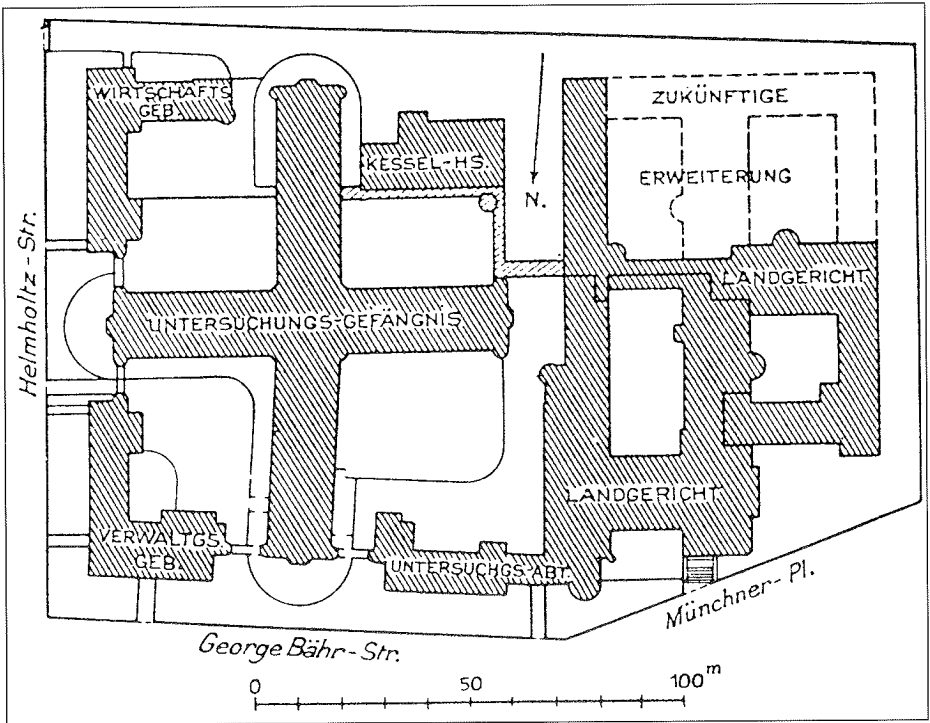 WIRTSCHAFTS
GEB.
ZUKÜNFTIGE
KESSEL-HS.
ERWEITERUNG
N.
Helmholtz-Str.
LANDGERICHT
UNTERSUCHUNGS-GEFÄNGNIS
LANDGERICHT
VERWALTGS.
GEB.
UNTERSUCHGS-ABT.
Münchner-Pl.
George Bähr-Str.
0 50 100 m